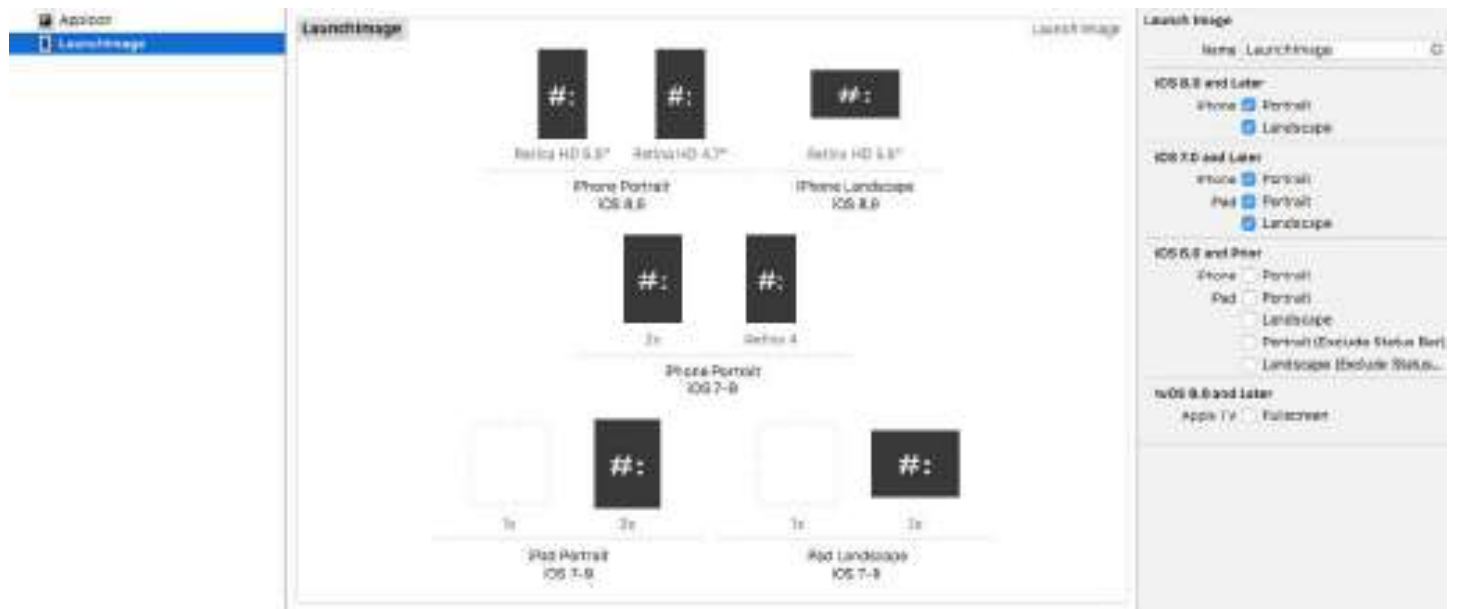 AppIcon
LaunchImage
LaunchImage
Launch Image
#:
#:
#:
Retina HD 5.5"
Retina HD 4.7"
Retina HD 5.5"
iPhone Portrait
iOS 8,9
iPhone Landscape
iOS 8,9
#:
#:
2x
Retina 4
iPhone Portrait
iOS 7-9
#:
#:
1x
2x
1x
2x
iPad Portrait
iOS 7-9
iPad Landscape
iOS 7-9
Launch Image
Name LaunchImage
iOS 8.0 and Later
iPhone Portrait
Landscape
iOS 7.0 and Later
iPhone Portrait
iPad Portrait
Landscape
iOS 6.0 and Prior
iPhone Portrait
iPad Portrait
Landscape
Portrait (Exclude Status Bar)
Landscape (Exclude Status...
tvOS 9.0 and Later
Apple TV Fullscreen